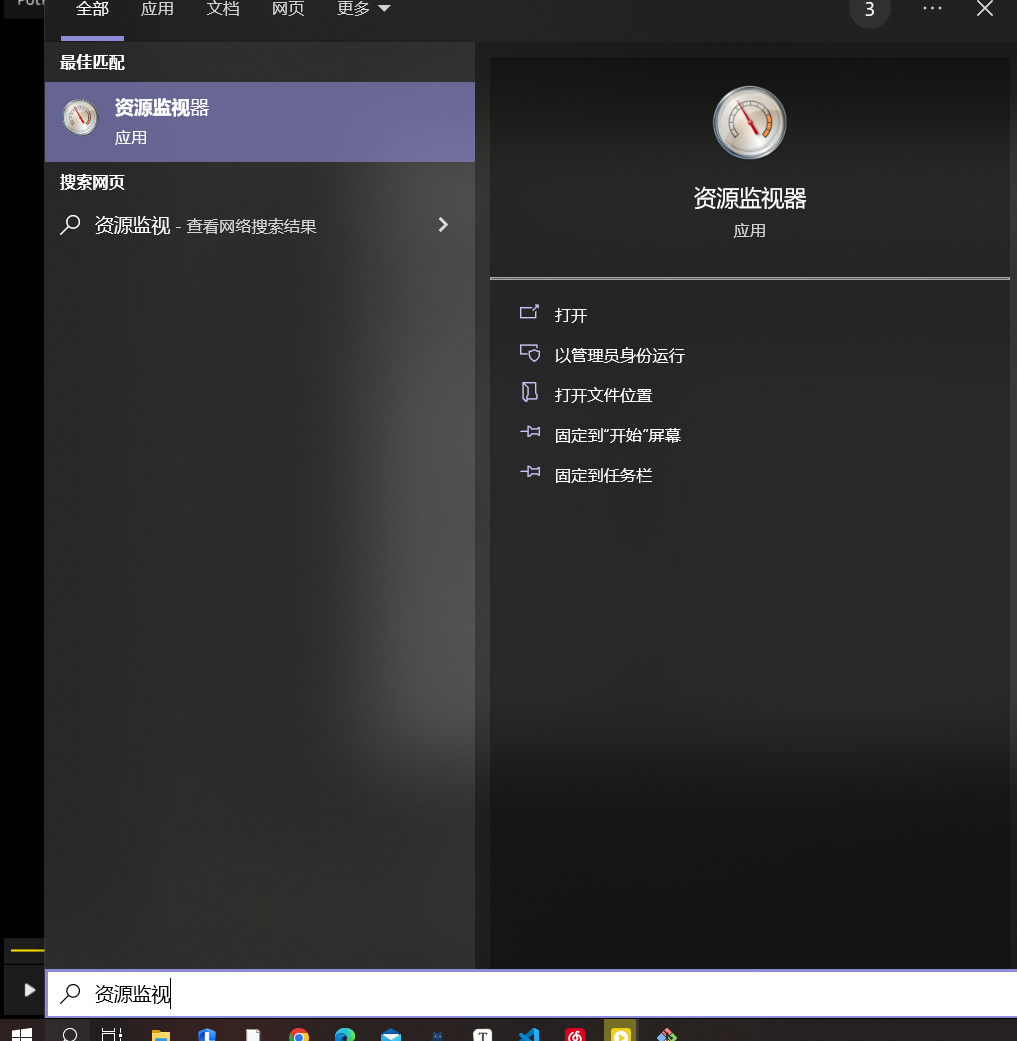 全部 应用 文档 网页 更多 3 ···
最佳匹配
资源监视器
应用
搜索网页
资源监视 - 查看网络搜索结果
资源监视器
应用
打开
以管理员身份运行
打开文件位置
固定到“开始”屏幕
固定到任务栏
资源监视
T